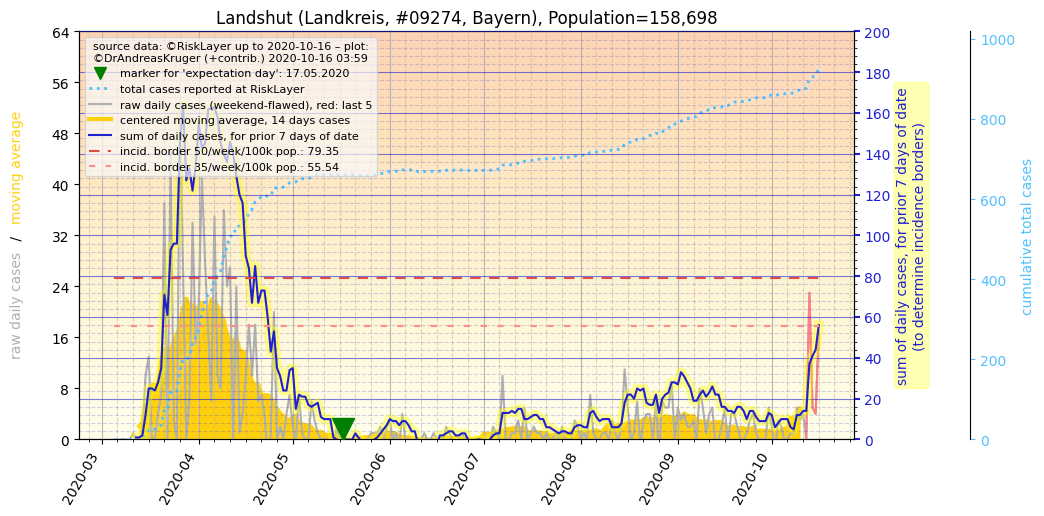 Landshut (Landkreis, #09274, Bayern), Population=158,698
source data: ©RiskLayer up to 2020-10-16 – plot:
©DrAndreasKruger (+contrib.) 2020-10-16 03:59
marker for 'expectation day': 17.05.2020
total cases reported at RiskLayer
raw daily cases (weekend-flawed), red: last 5
centered moving average, 14 days cases
sum of daily cases, for prior 7 days of date
incid. border 50/week/100k pop.: 79.35
incid. border 35/week/100k pop.: 55.54
raw daily cases / moving average
64
56
48
40
32
24
16
8
0
200
180
160
140
120
100
80
60
40
20
0
sum of daily cases, for prior 7 days of date
(to determine incidence borders)
1000
800
600
400
200
0
cumulative total cases
2020-03
2020-04
2020-05
2020-06
2020-07
2020-08
2020-09
2020-10